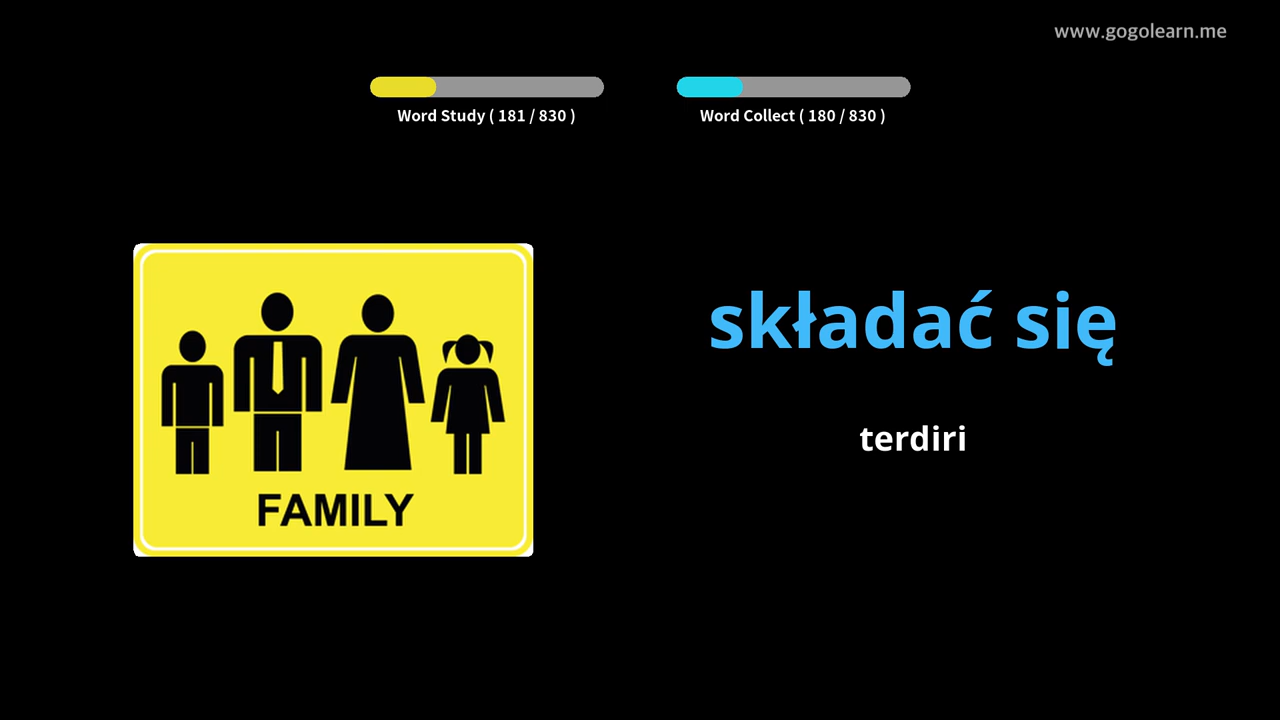 www.gogolearn.me
Word Study ( 181 / 830 )
Word Collect ( 180 / 830 )
składać się
terdiri
FAMILY